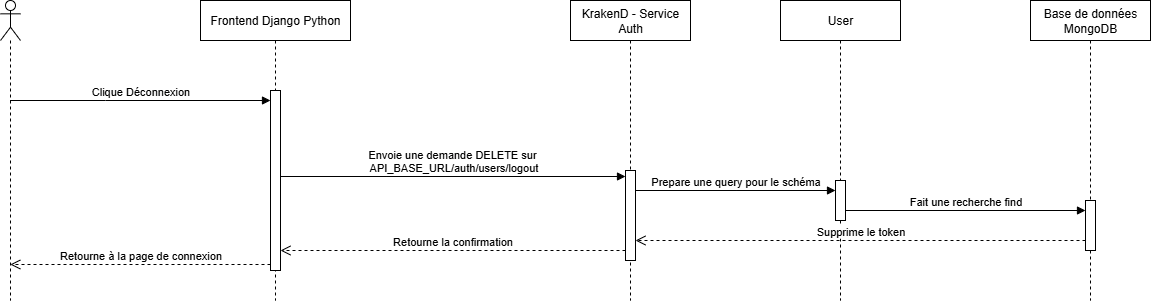 Frontend Django Python
KrakenD - Service
Auth
User
Base de données
MongoDB
Clique Déconnexion
Envoie une demande DELETE sur
API_BASE_URL/auth/users/logout
Prepare une query pour le schéma
Fait une recherche find
Supprime le token
Retourne la confirmation
Retourne à la page de connexion